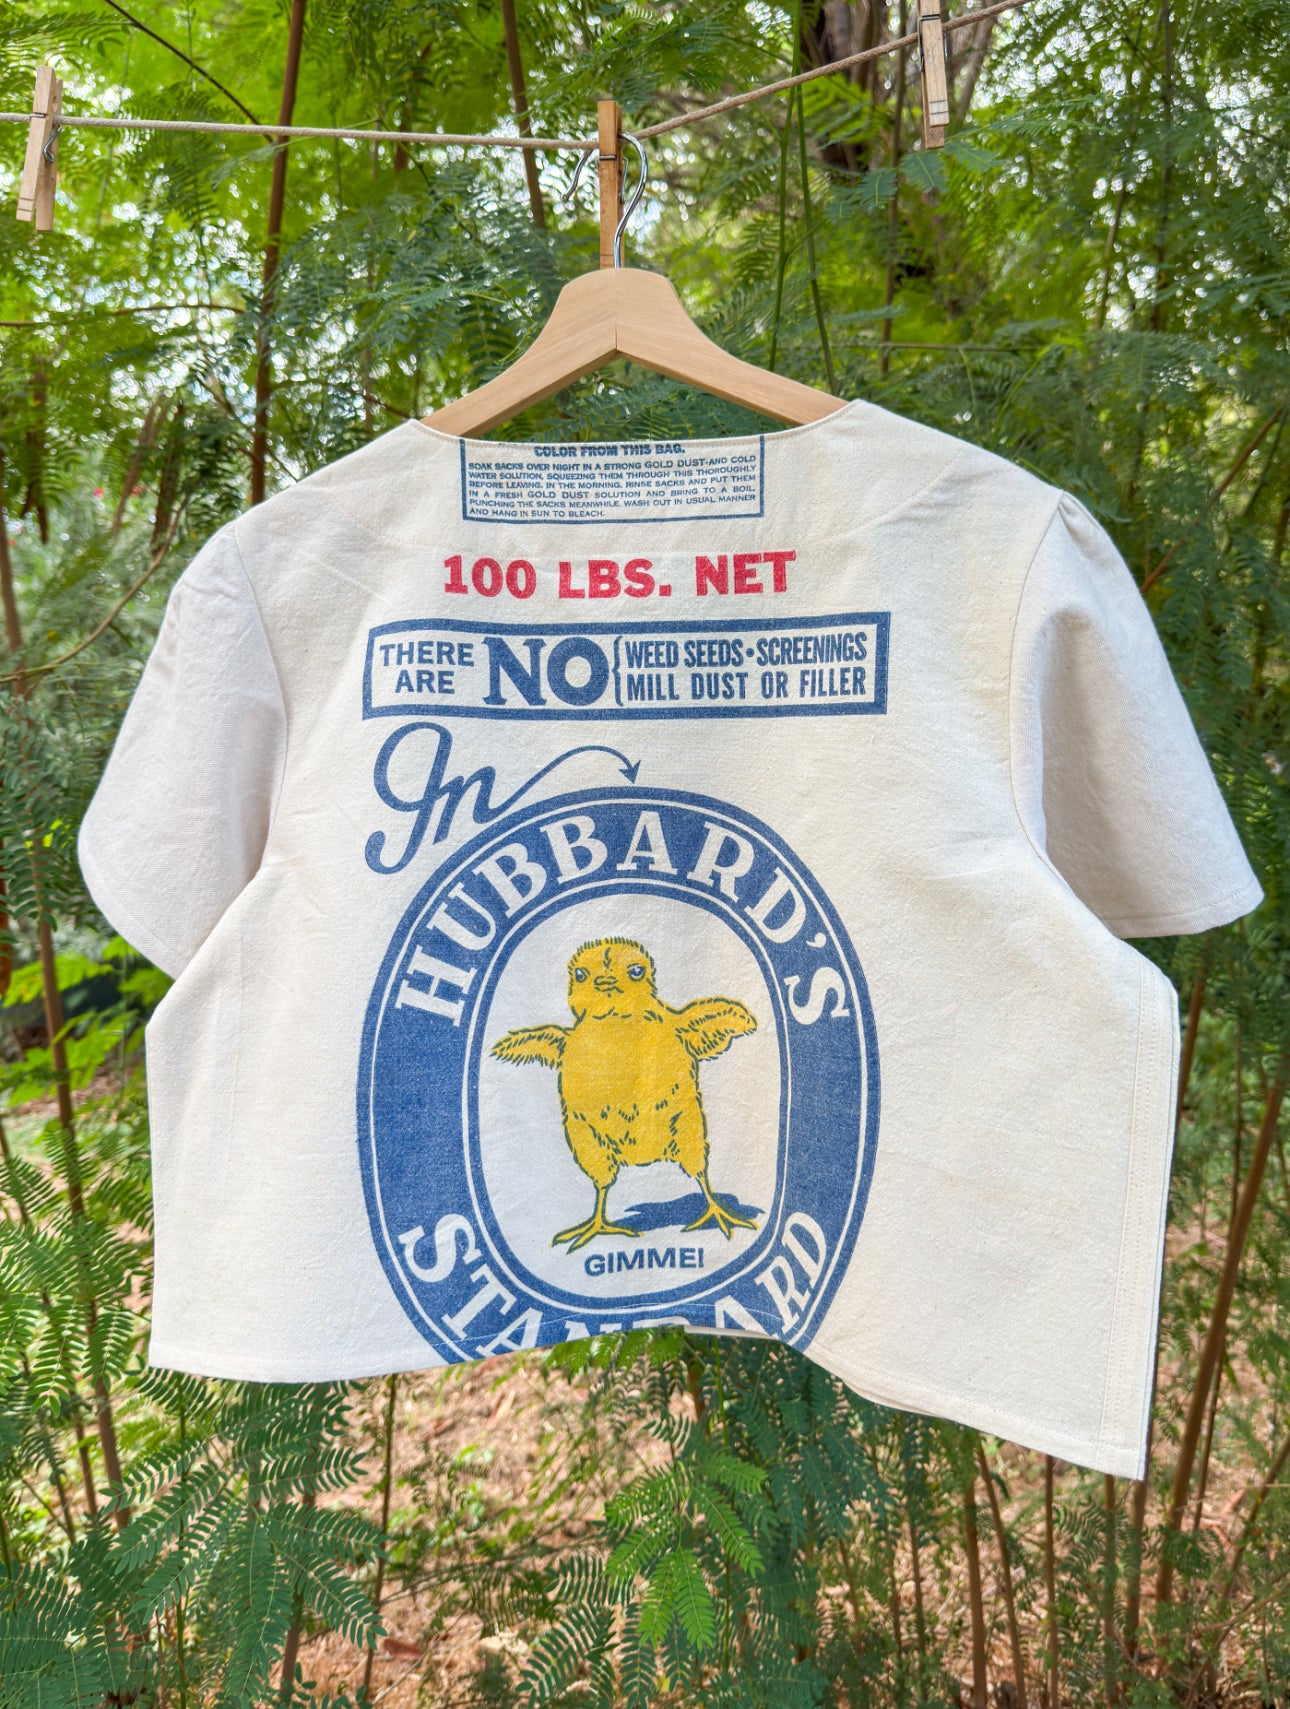 COLOR FROM THIS BAG.
SOAK SACKS OVER NIGHT IN A STRONG GOLD DUST-AND COLD
WATER SOLUTION, SQUEEZING THEM THROUGH THIS THOROUGHLY
BEFORE LEAVING. IN THE MORNING, RINSE SACKS AND PUT THEM
IN A FRESH GOLD DUST SOLUTION AND BRING TO A BOIL.
PUNCHING THE SACKS MEANWHILE. WASH OUT IN USUAL MANNER
AND HANG IN SUN TO BLEACH.
100 LBS. NET
THERE ARE NO { WEED SEEDS • SCREENINGS
MILL DUST OR FILLER
In
HUBBARD'S
GIMME!
STANDARD